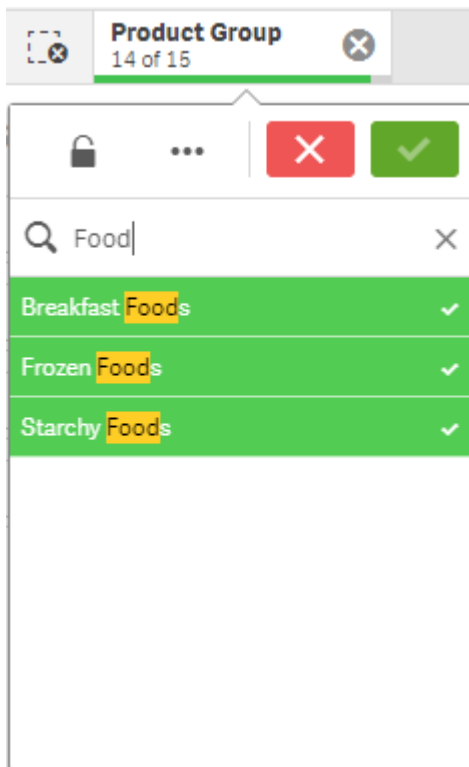 Product Group
14 of 15
Food
Breakfast Foods
Frozen Foods
Starchy Foods